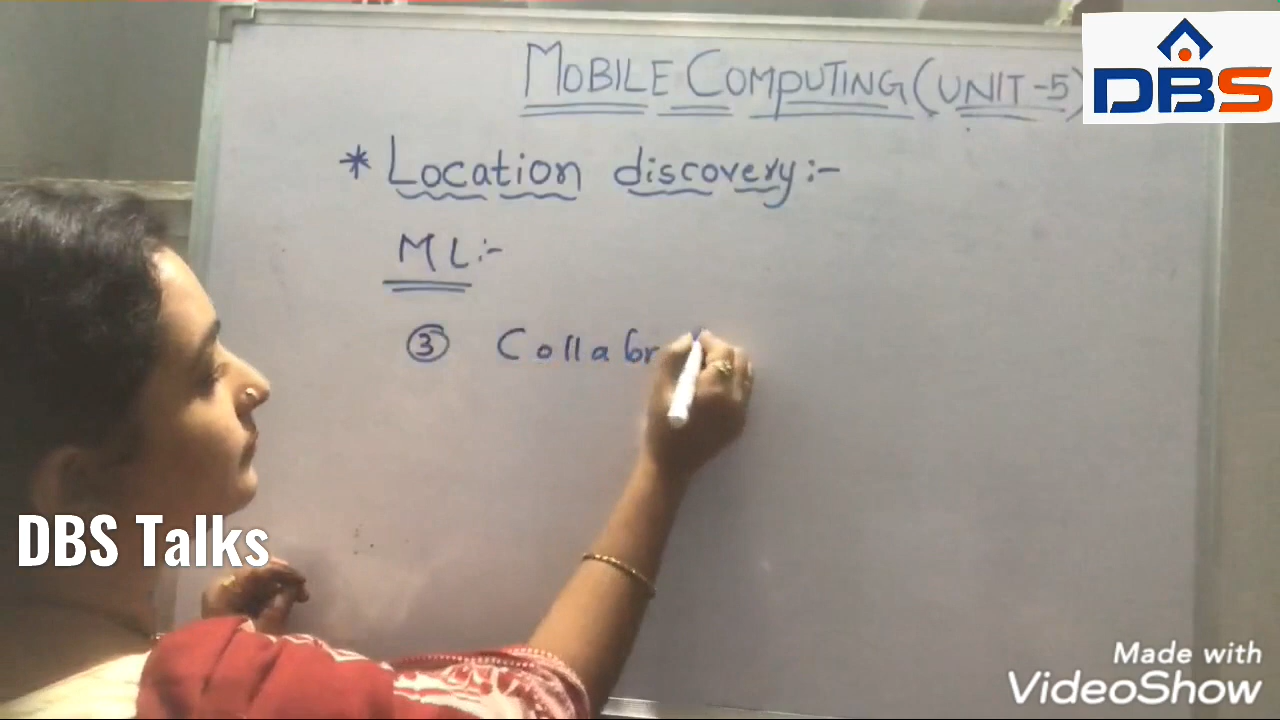 MOBILE COMPUTING (UNIT-5)
DBS
* Location discovery:-
ML:-
③ Collabr
DBS Talks
Made with
VideoShow